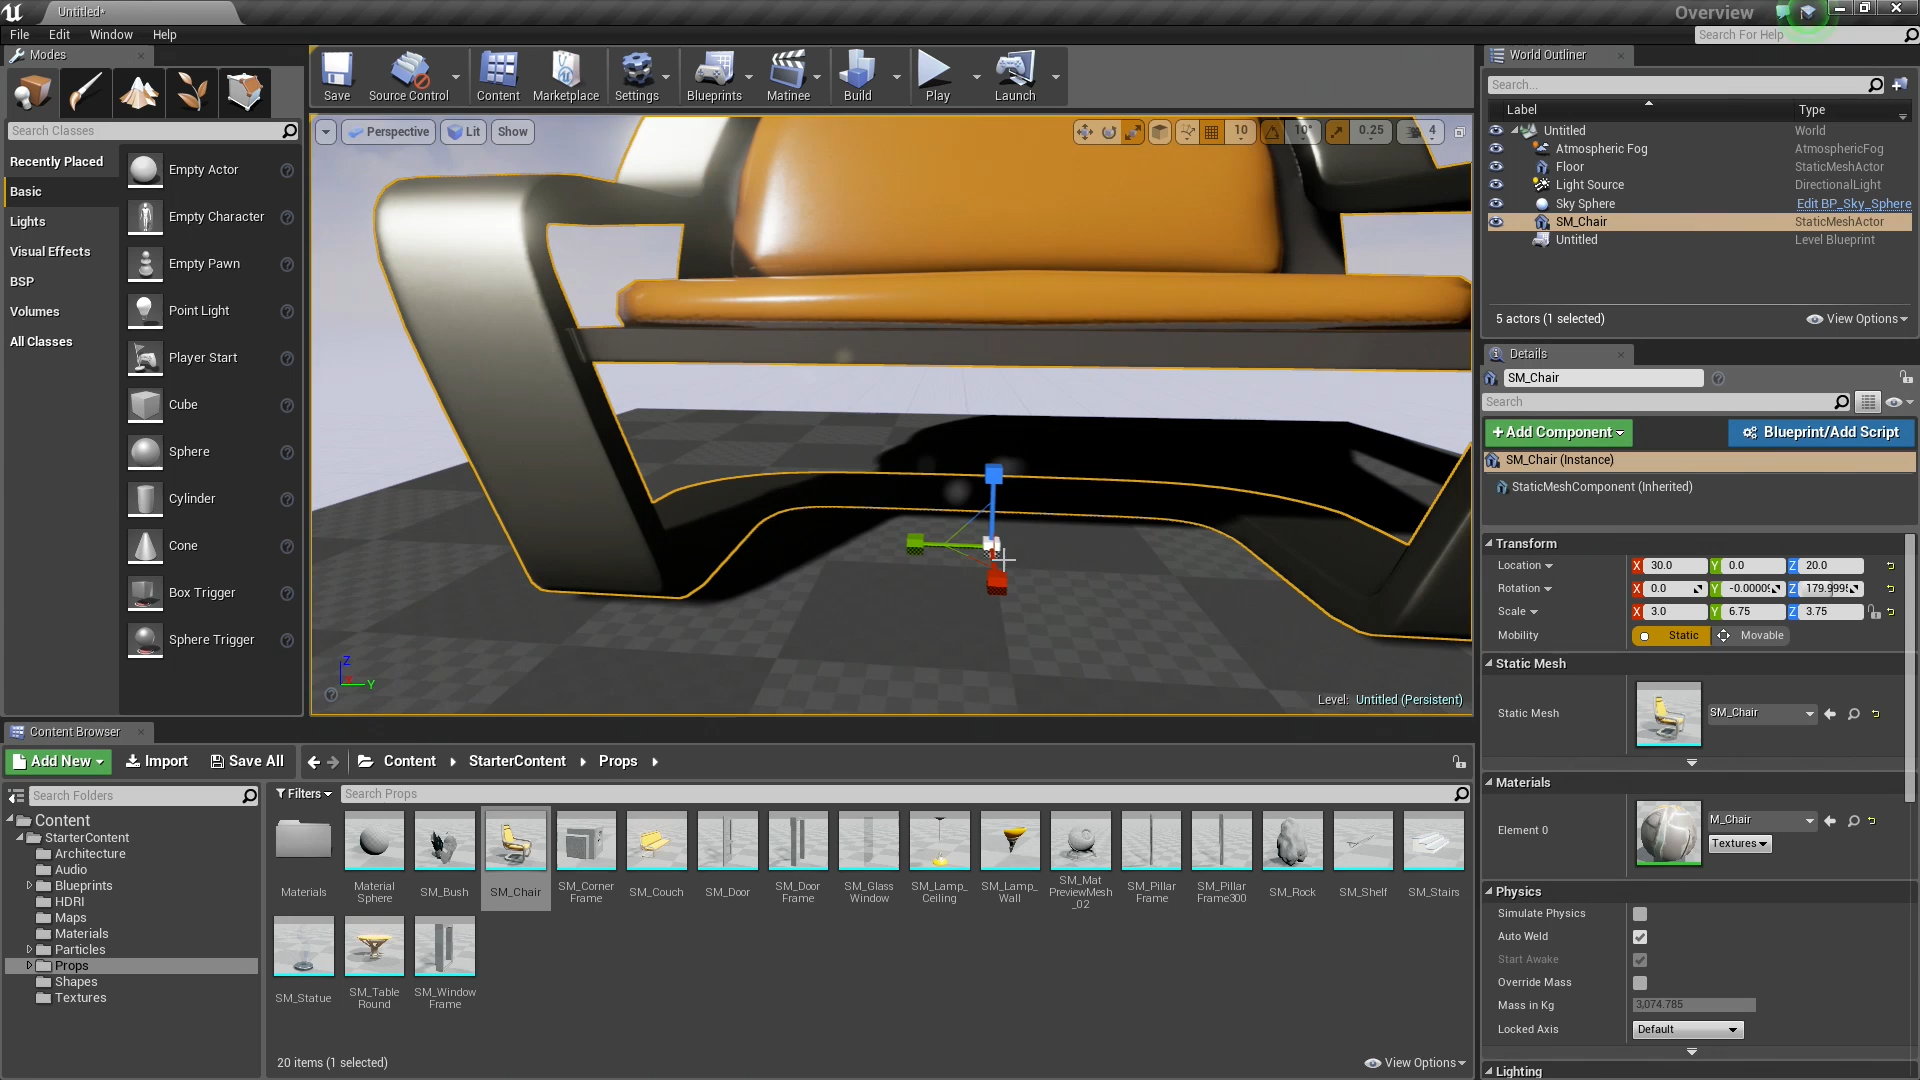 Untitled*
Overview
File Edit Window Help
Search For Help
Modes
Search Classes
Recently Placed
Basic
Lights
Visual Effects
BSP
Volumes
All Classes
Empty Actor
Empty Character
Empty Pawn
Point Light
Player Start
Cube
Sphere
Cylinder
Cone
Box Trigger
Sphere Trigger
Save Source Control Content Marketplace Settings Blueprints Matinee Build Play Launch
Perspective Lit Show
10 10° 0.25 4
Z
Y
Level: Untitled (Persistent)
World Outliner
Search...
Label Type
Untitled World
Atmospheric Fog AtmosphericFog
Floor StaticMeshActor
Light Source DirectionalLight
Sky Sphere Edit BP_Sky_Sphere
SM_Chair StaticMeshActor
Untitled Level Blueprint
5 actors (1 selected) View Options
Details
SM_Chair
Search
+Add Component Blueprint/Add Script
SM_Chair (Instance)
StaticMeshComponent (Inherited)
Transform
Location X 30.0 Y 0.0 Z 20.0
Rotation X 0.0 Y -0.00009 Z 179.999
Scale X 3.0 Y 6.75 Z 3.75
Mobility Static Movable
Static Mesh
Static Mesh SM_Chair
Materials
Element 0 M_Chair
Textures
Physics
Simulate Physics
Auto Weld
Start Awake
Override Mass
Mass in Kg 3,074.785
Locked Axis Default
Lighting
Content Browser
Add New Import Save All Content StarterContent Props
Search Folders
Filters Search Props
Content
StarterContent
Architecture
Audio
Blueprints
HDRI
Maps
Materials
Particles
Props
Shapes
Textures
Materials
Material Sphere
SM_Bush
SM_Chair
SM_Corner Frame
SM_Couch
SM_Door
SM_Door Frame
SM_Glass Window
SM_Lamp_ Ceiling
SM_Lamp_ Wall
SM_Mat PreviewMesh _02
SM_Pillar Frame
SM_Pillar Frame300
SM_Rock
SM_Shelf
SM_Stairs
SM_Statue
SM_Table Round
SM_Window Frame
20 items (1 selected) View Options